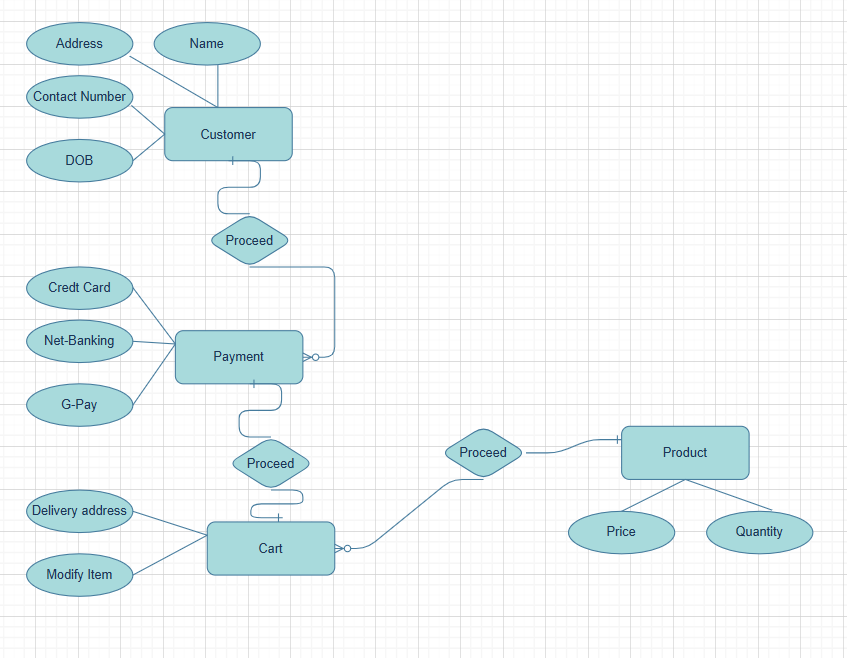 Address
Name
Contact Number
Customer
DOB
Proceed
Credt Card
Net-Banking
Payment
G-Pay
Proceed
Product
Proceed
Delivery address
Price
Quantity
Cart
Modify Item